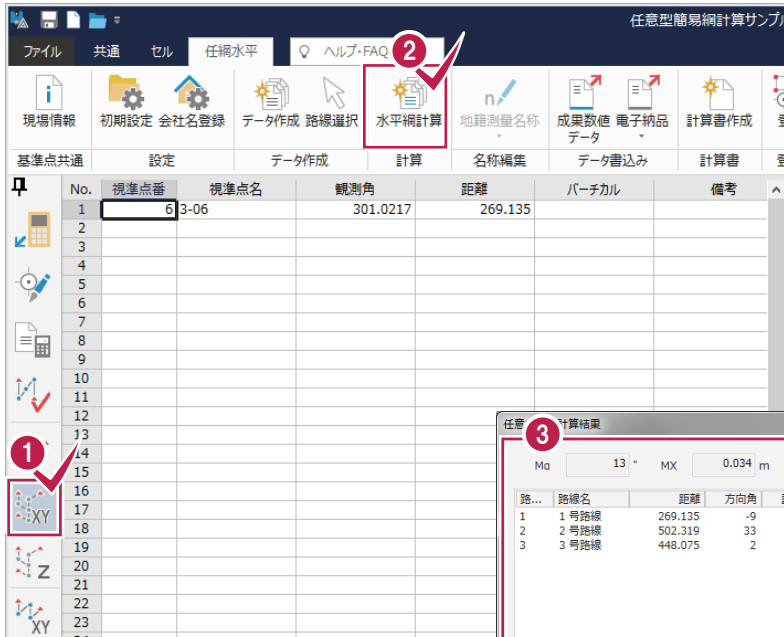 任意型簡易網計算サンプル
ファイル 共通 セル 任網水平 ヘルプ・FAQ
2
現場情報 初期設定 会社名登録 データ作成 路線選択 水平網計算 地籍測量名称 成果数値データ 電子納品 計算書作成
基準点共通 設定 データ作成 計算 名称編集 データ書込み 計算書
No. 視準点番 視準点名 観測角 距離 バーチカル 備考
1 6 3-06 301.0217 269.135
2
3
4
5
6
7
8
9
10
11
12
13
14
15
16
17
18
19
20
21
22
23
1
XY
Z
XY
3
計算結果
Mα 13 " MX 0.034 m
路... 路線名 距離 方向角
1 1 号路線 269.135 -9
2 2 号路線 502.319 33
3 3 号路線 448.075 2